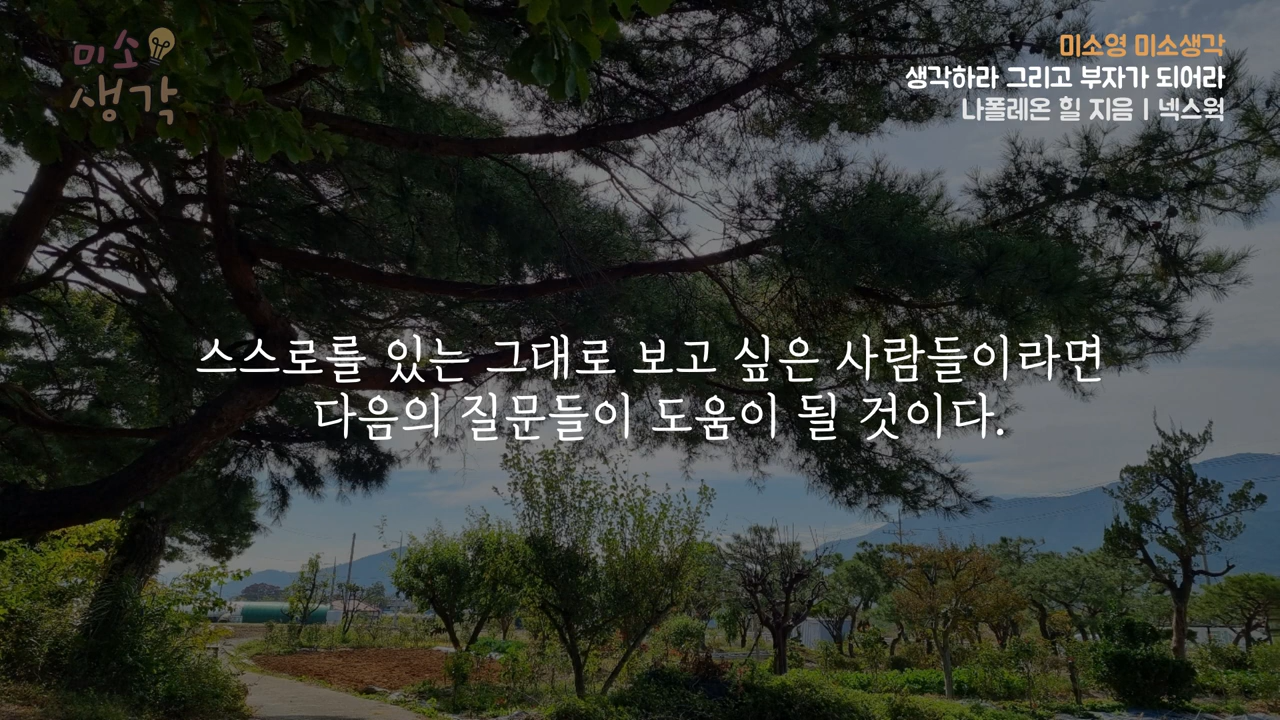 미소
생각
미소영 미소생각
생각하라 그리고 부자가 되어라
나폴레온 힐 지음 | 넥스웍
스스로를 있는 그대로 보고 싶은 사람들이라면
다음의 질문들이 도움이 될 것이다.